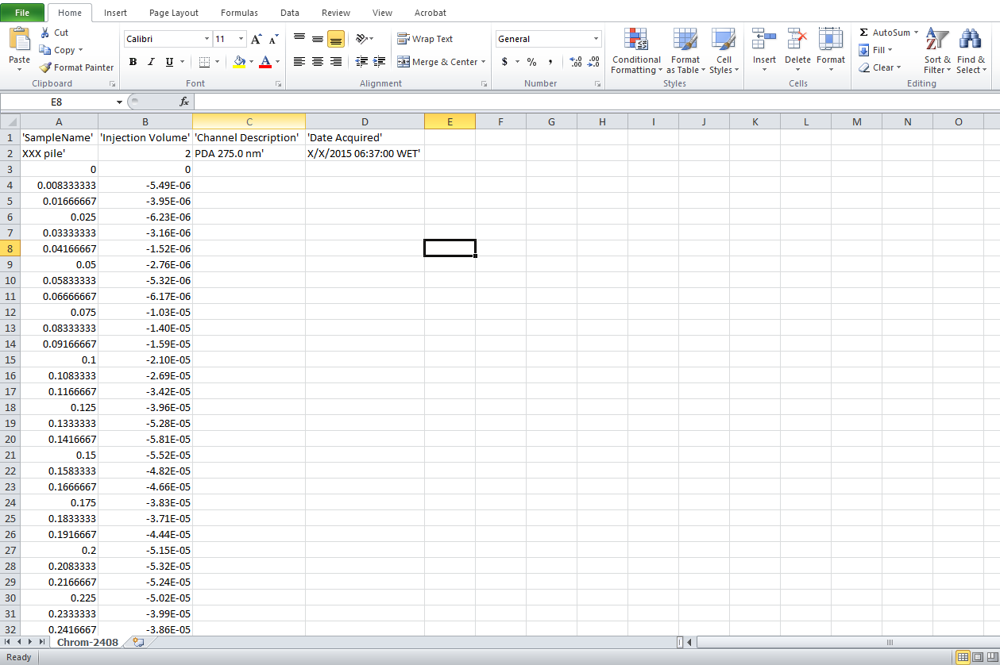 File Home Insert Page Layout Formulas Data Review View Acrobat
Cut Calibri 11 A A Wrap Text General Σ AutoSum
Paste Copy Conditional Formatting Format as Table Cell Styles Insert Delete Format Fill Sort & Filter Find & Select
Format Painter B I U A Merge & Center $ % , .00 .00 Clear
Clipboard Font Alignment Number Styles Cells Editing
E8 fx
A B C D E F G H I J K L M N O
1 'SampleName' 'Injection Volume' 'Channel Description' 'Date Acquired'
2 XXX pile' 2 PDA 275.0 nm' X/X/2015 06:37:00 WET'
3 0 0
4 0.008333333 -5.49E-06
5 0.01666667 -3.95E-06
6 0.025 -6.23E-06
7 0.03333333 -3.16E-06
8 0.04166667 -1.52E-06
9 0.05 -2.76E-06
10 0.05833333 -5.32E-06
11 0.06666667 -6.17E-06
12 0.075 -1.03E-05
13 0.08333333 -1.40E-05
14 0.09166667 -1.59E-05
15 0.1 -2.10E-05
16 0.1083333 -2.69E-05
17 0.1166667 -3.42E-05
18 0.125 -3.96E-05
19 0.1333333 -5.28E-05
20 0.1416667 -5.81E-05
21 0.15 -5.52E-05
22 0.1583333 -4.82E-05
23 0.1666667 -4.66E-05
24 0.175 -3.83E-05
25 0.1833333 -3.71E-05
26 0.1916667 -4.44E-05
27 0.2 -5.15E-05
28 0.2083333 -5.32E-05
29 0.2166667 -5.24E-05
30 0.225 -5.02E-05
31 0.2333333 -3.99E-05
32 0.2416667 -3.86E-05
Chrom-2408
Ready